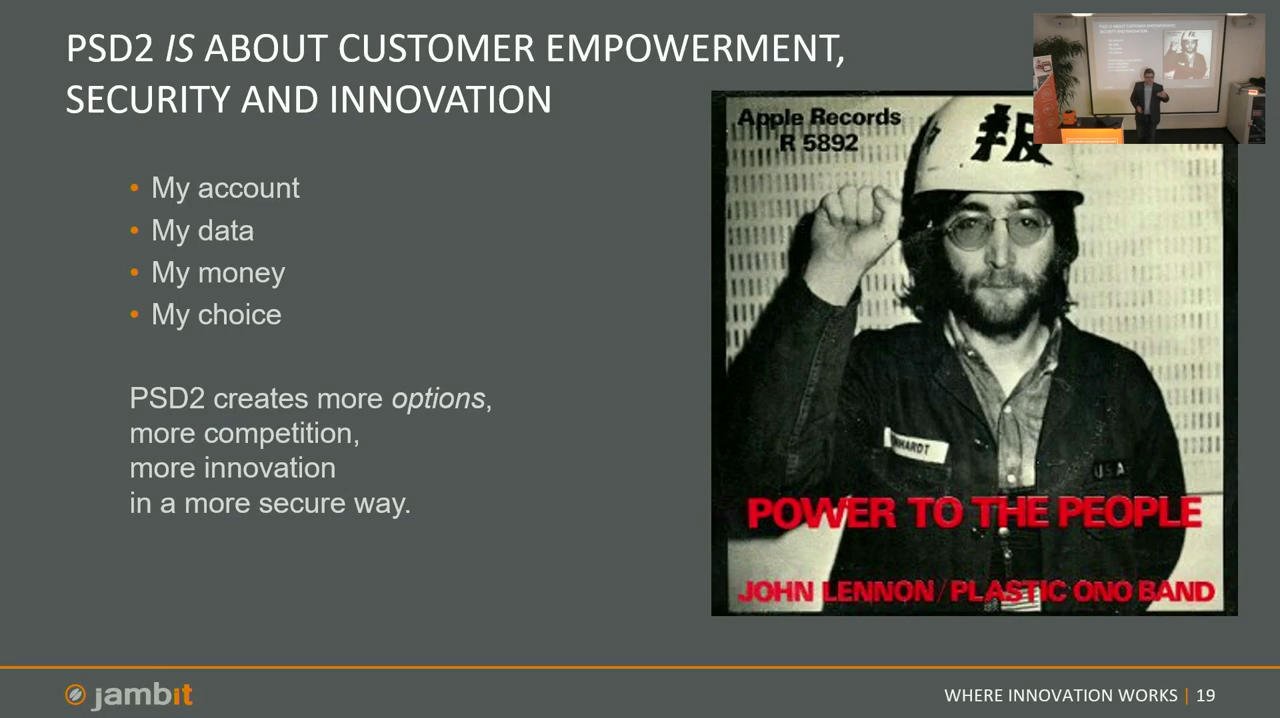 PSD2 IS ABOUT CUSTOMER EMPOWERMENT,
SECURITY AND INNOVATION
• My account
• My data
• My money
• My choice
PSD2 creates more options,
more competition,
more innovation
in a more secure way.
Apple Records
R 5892
USA
POWER TO THE PEOPLE
JOHN LENNON/PLASTIC ONO BAND
jambit
WHERE INNOVATION WORKS | 19